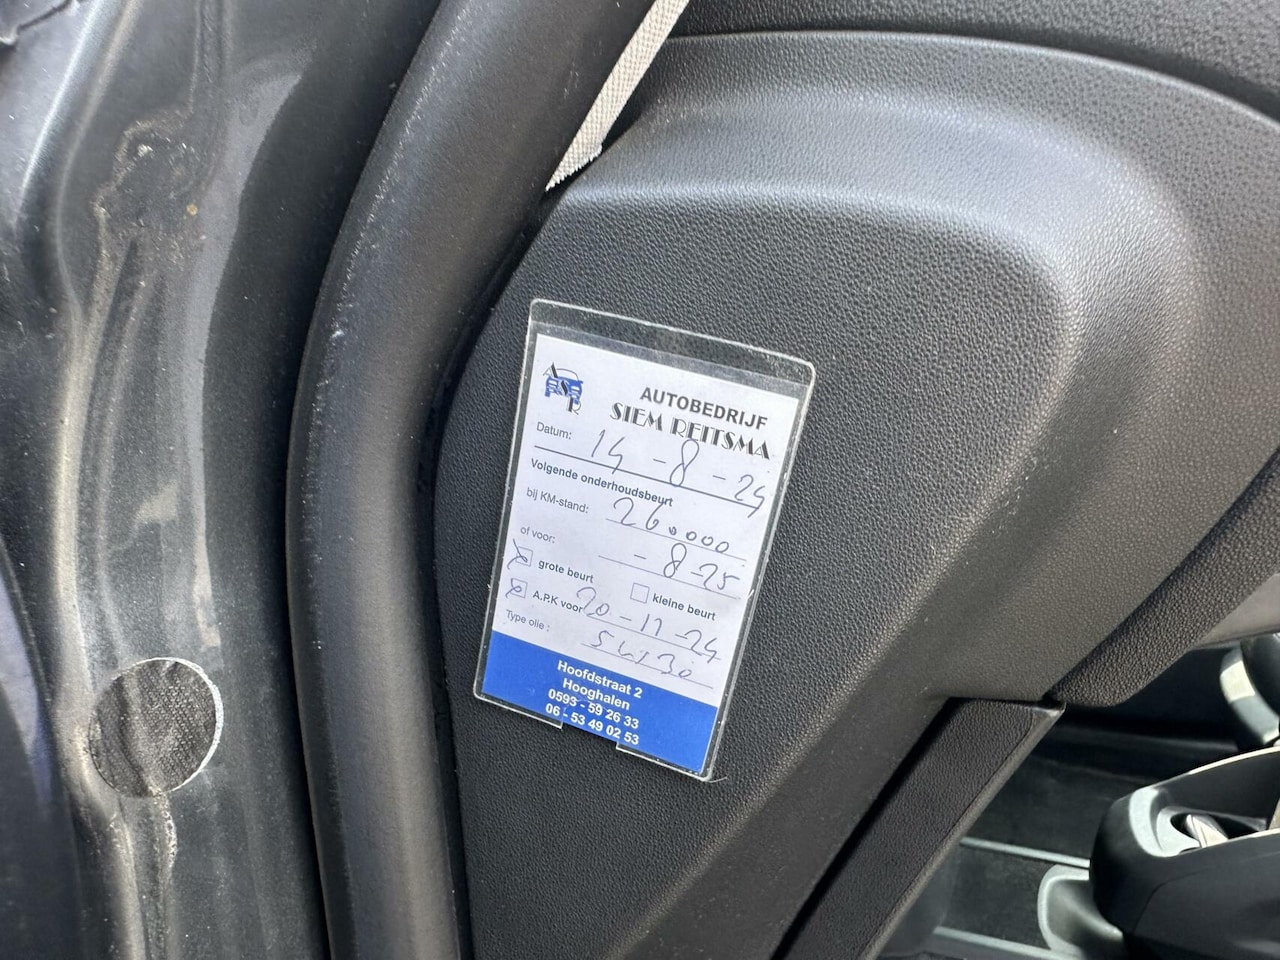 ASR
AUTOBEDRIJF
SIEM REITSMA
Datum: 14-8-24
Volgende onderhoudsbeurt
bij KM-stand: 26.000
of voor: -8-25
grote beurt kleine beurt
A.P.K voor 20-11-24
Type olie: 5W30
Hoofdstraat 2
Hooghalen
0593 - 59 26 33
06 - 53 49 02 53